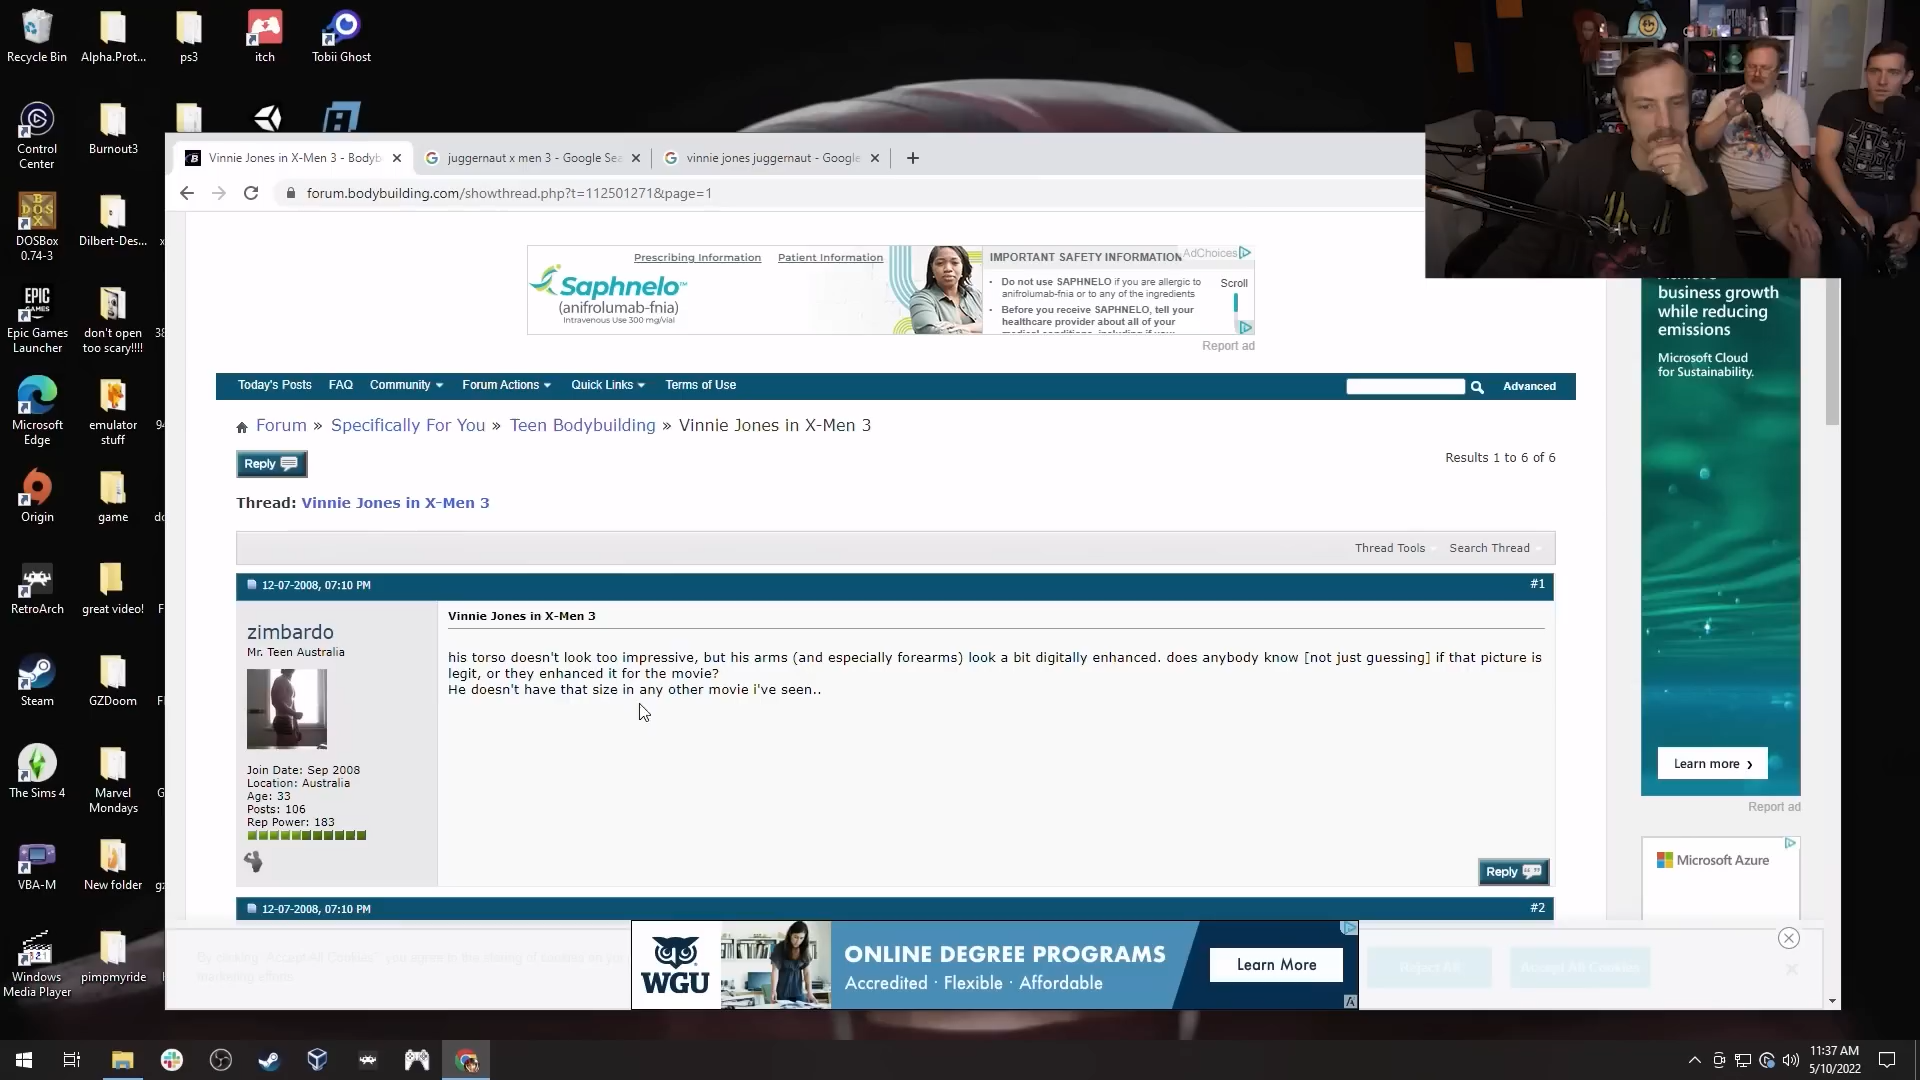 Recycle Bin
Alpha.Prot...
ps3
itch
Tobii Ghost
Control
Center
Burnout3
DOSBox
0.74-3
Dilbert-Des...
Epic Games
Launcher
don't open
too scary!!!!
Microsoft
Edge
emulator
stuff
Origin
game
RetroArch
great video!
Steam
GZDoom
The Sims 4
Marvel
Mondays
VBA-M
New folder
Windows
Media Player
pimpmyride
Vinnie Jones in X-Men 3 - Bodyb
juggernaut x men 3 - Google Sea
vinnie jones juggernaut - Google
forum.bodybuilding.com/showthread.php?t=112501271&page=1
Prescribing Information
Patient Information
Saphnelo™
(anifrolumab-fnia)
Intravenous Use 300 mg/vial
IMPORTANT SAFETY INFORMATION
AdChoices
• Do not use SAPHNELO if you are allergic to
anifrolumab-fnia or to any of the ingredients
• Before you receive SAPHNELO, tell your
healthcare provider about all of your
Scroll
Report ad
business growth
while reducing
emissions
Microsoft Cloud
for Sustainability.
Learn more
Report ad
Microsoft Azure
Today's Posts
FAQ
Community
Forum Actions
Quick Links
Terms of Use
Advanced
Forum » Specifically For You » Teen Bodybuilding » Vinnie Jones in X-Men 3
Reply
Results 1 to 6 of 6
Thread: Vinnie Jones in X-Men 3
Thread Tools
Search Thread
12-07-2008, 07:10 PM
#1
zimbardo
Mr. Teen Australia
Join Date: Sep 2008
Location: Australia
Age: 33
Posts: 106
Rep Power: 183
Vinnie Jones in X-Men 3
his torso doesn't look too impressive, but his arms (and especially forearms) look a bit digitally enhanced. does anybody know [not just guessing] if that picture is
legit, or they enhanced it for the movie?
He doesn't have that size in any other movie i've seen..
Reply
12-07-2008, 07:10 PM
#2
WGU
ONLINE DEGREE PROGRAMS
Accredited · Flexible · Affordable
Learn More
Reject All
Accept All Cookies
11:37 AM
5/10/2022